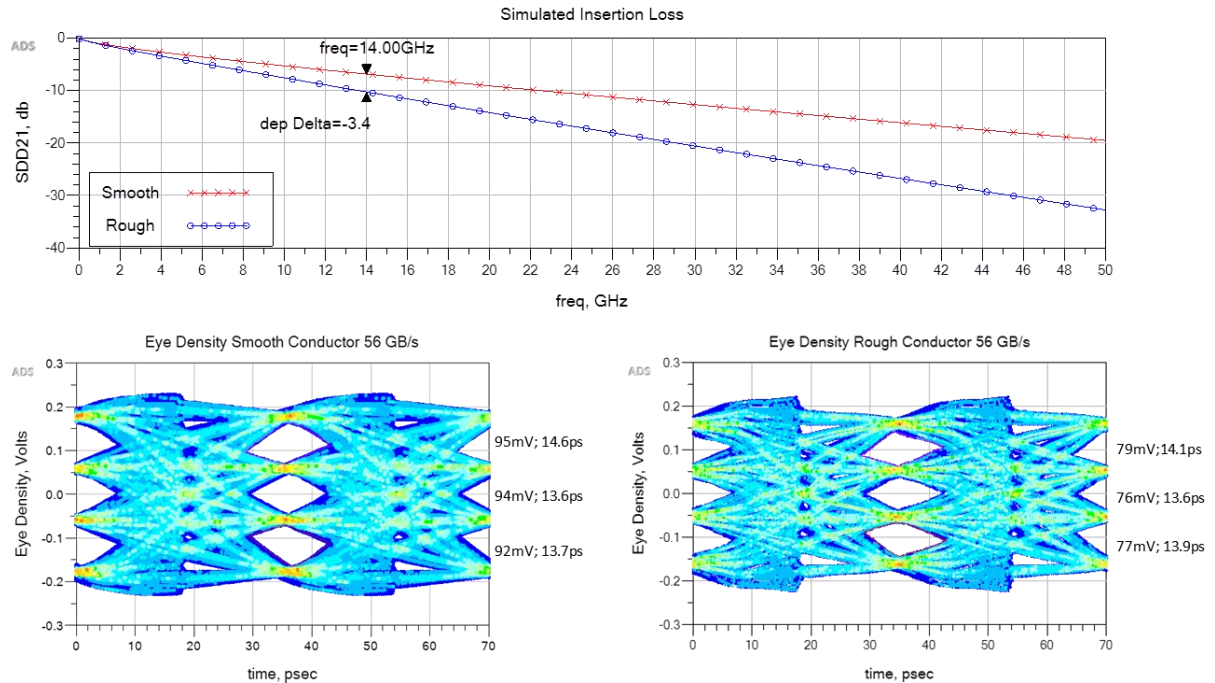 Simulated Insertion Loss
ADS
SDD21, db
0
-10
-20
-30
-40
freq=14.00GHz
dep Delta=-3.4
Smooth
Rough
0 2 4 6 8 10 12 14 16 18 20 22 24 26 28 30 32 34 36 38 40 42 44 46 48 50
freq, GHz
Eye Density Smooth Conductor 56 GB/s
ADS
Eye Density, Volts
0.3
0.2
0.1
0.0
-0.1
-0.2
-0.3
95mV; 14.6ps
94mV; 13.6ps
92mV; 13.7ps
0 10 20 30 40 50 60 70
time, psec
Eye Density Rough Conductor 56 GB/s
ADS
Eye Density, Volts
0.3
0.2
0.1
0.0
-0.1
-0.2
-0.3
79mV;14.1ps
76mV; 13.6ps
77mV; 13.9ps
0 10 20 30 40 50 60 70
time, psec